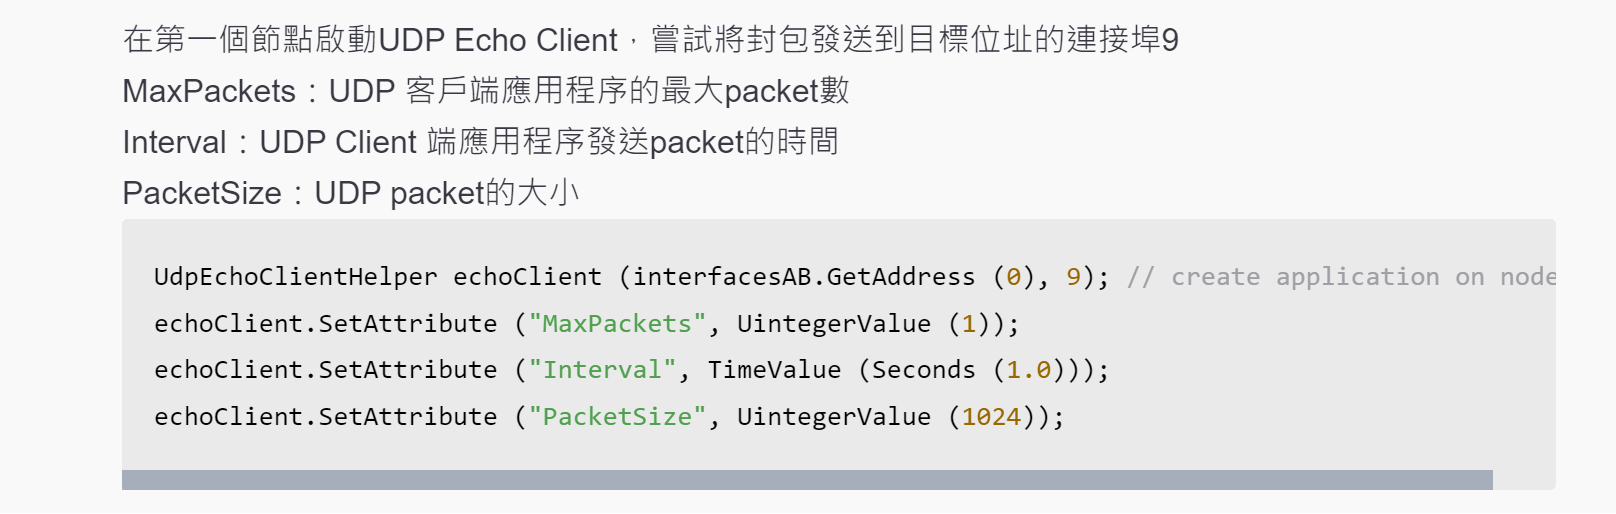 在第一個節點啟動UDP Echo Client，嘗試將封包發送到目標位址的連接埠9
MaxPackets：UDP 客戶端應用程序的最大packet數
Interval：UDP Client 端應用程序發送packet的時間
PacketSize：UDP packet的大小
UdpEchoClientHelper echoClient (interfacesAB.GetAddress (0), 9); // create application on node
echoClient.SetAttribute ("MaxPackets", UintegerValue (1));
echoClient.SetAttribute ("Interval", TimeValue (Seconds (1.0)));
echoClient.SetAttribute ("PacketSize", UintegerValue (1024));